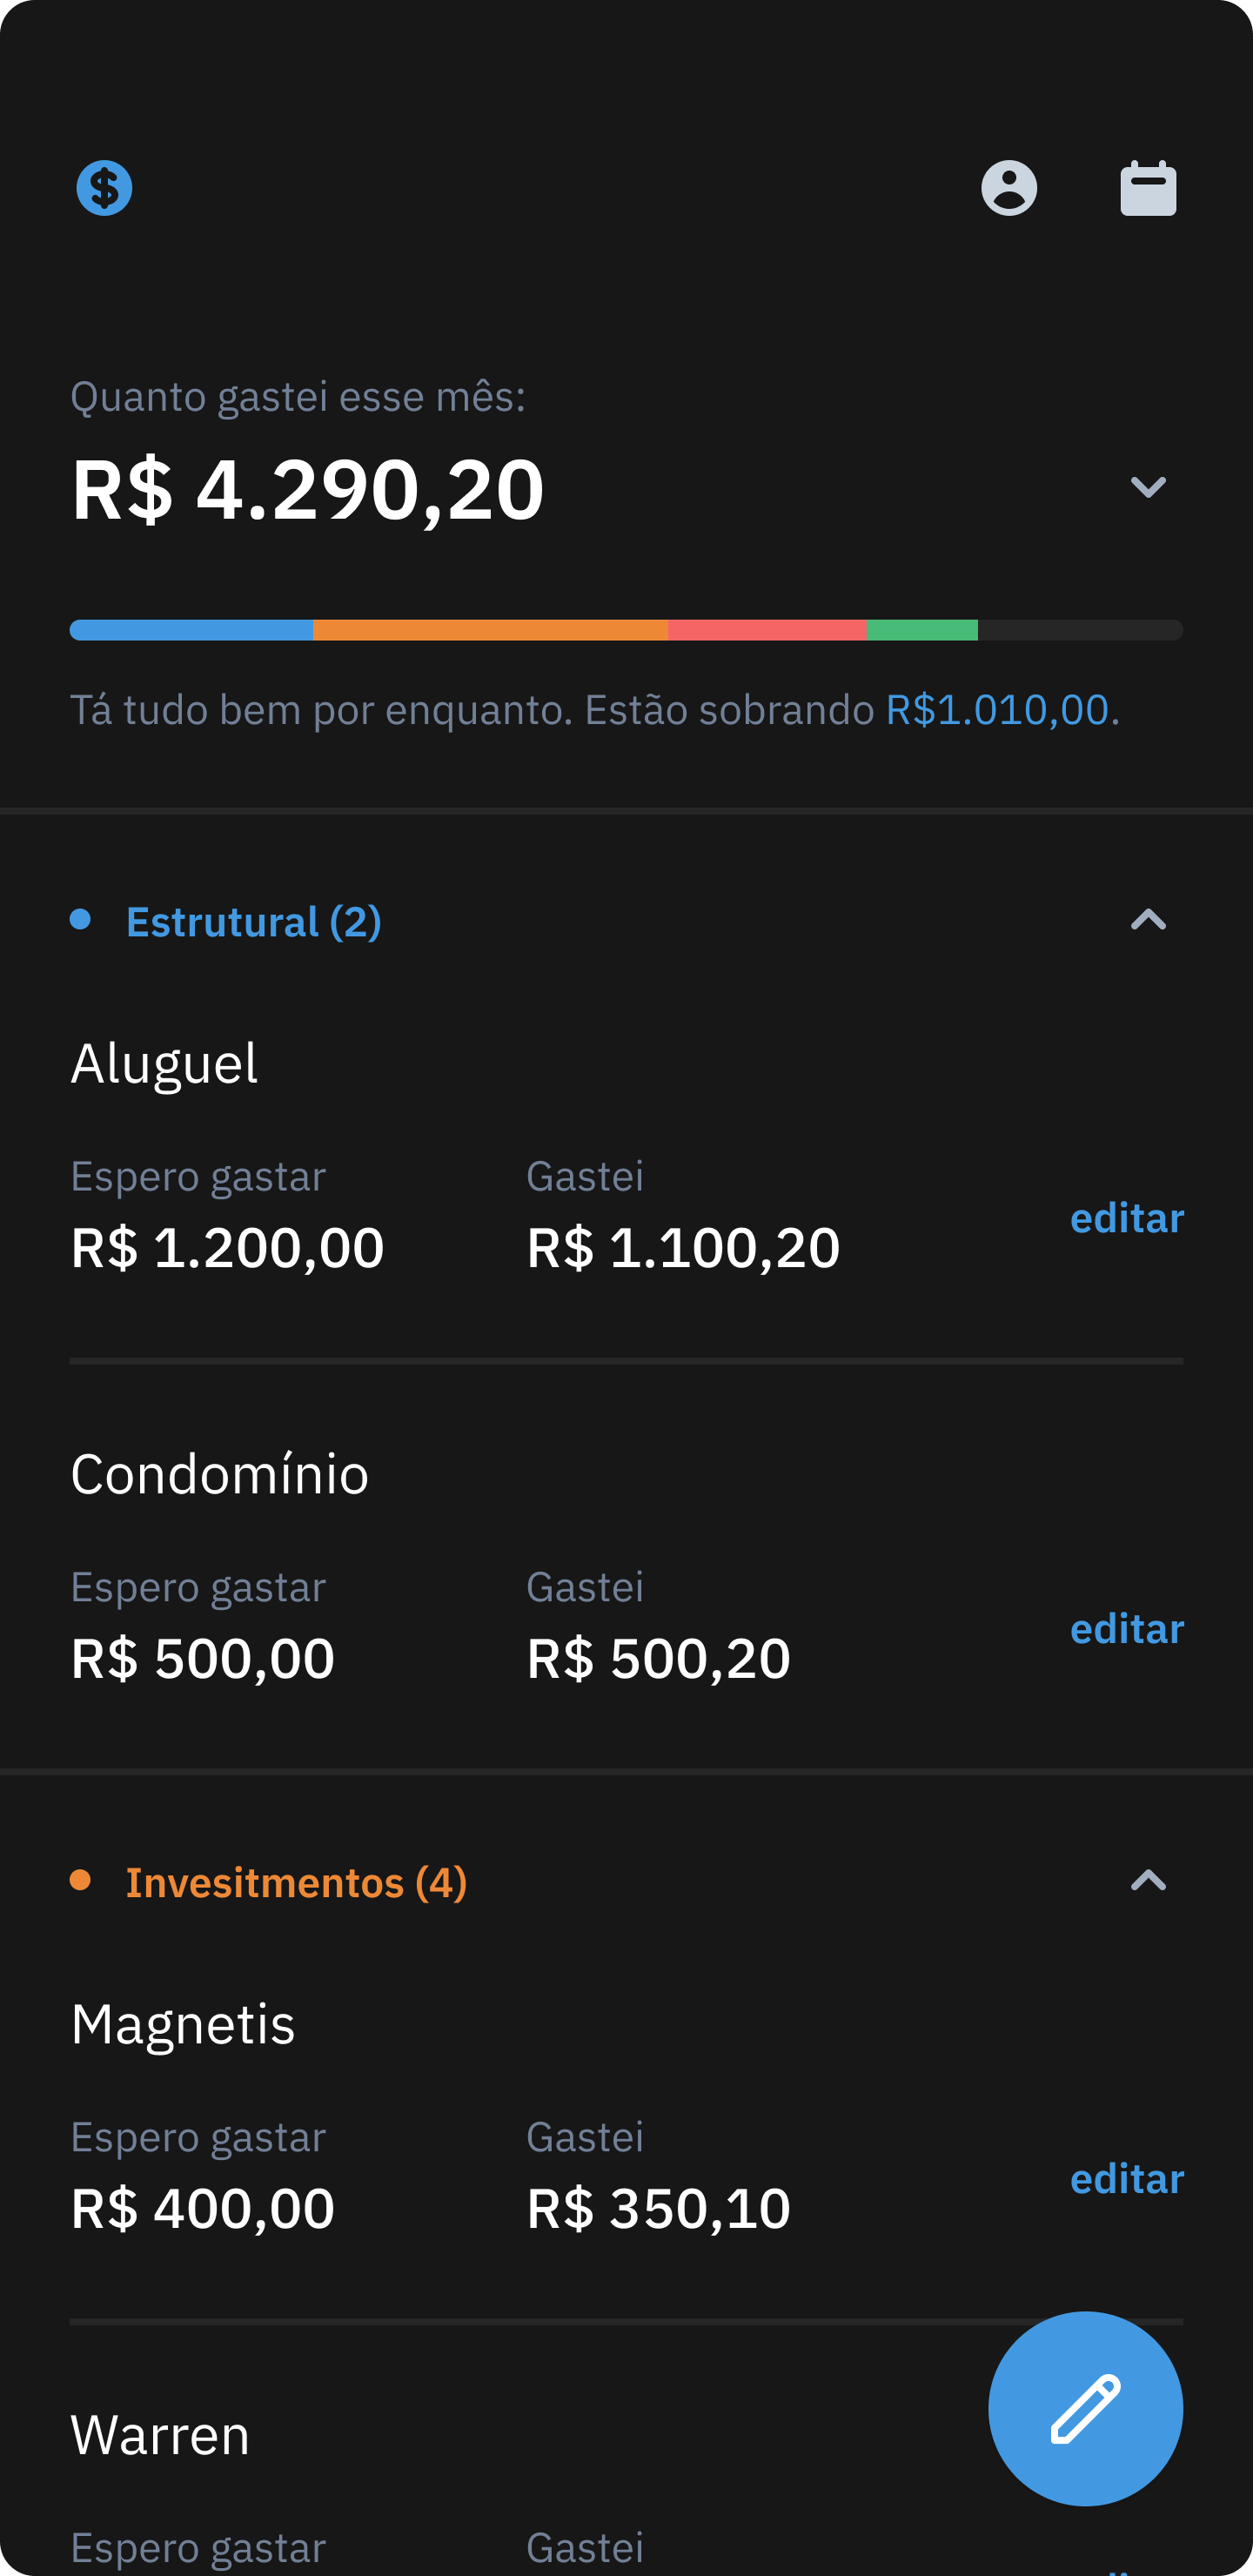 Quanto gastei esse mês:
R$ 4.290,20
Tá tudo bem por enquanto. Estão sobrando R$1.010,00.
Estrutural (2)
Aluguel
Espero gastar Gastei
R$ 1.200,00 R$ 1.100,20 editar
Condomínio
Espero gastar Gastei
R$ 500,00 R$ 500,20 editar
Invesitmentos (4)
Magnetis
Espero gastar Gastei
R$ 400,00 R$ 350,10 editar
Warren
Espero gastar Gastei